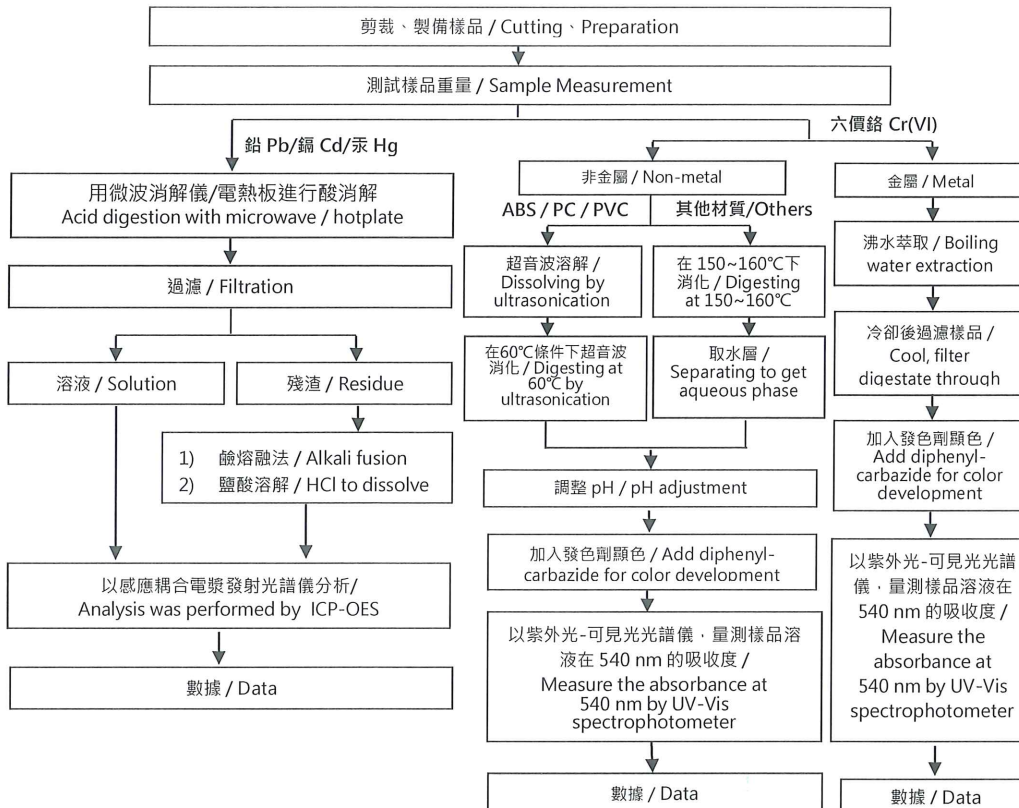 剪裁、製備樣品 / Cutting、Preparation
測試樣品重量 / Sample Measurement
鉛 Pb/鎘 Cd/汞 Hg
六價鉻 Cr(VI)
用微波消解儀/電熱板進行酸消解
Acid digestion with microwave / hotplate
過濾 / Filtration
溶液 / Solution
殘渣 / Residue
1) 鹼熔融法 / Alkali fusion
2) 鹽酸溶解 / HCl to dissolve
以感應耦合電漿發射光譜儀分析/
Analysis was performed by ICP-OES
數據 / Data
非金屬 / Non-metal
ABS / PC / PVC
其他材質/Others
超音波溶解 /
Dissolving by
ultrasonication
在 150~160℃下
消化 / Digesting
at 150~160℃
在60℃條件下超音波
消化 / Digesting at
60℃ by
ultrasonication
取水層 /
Separating to get
aqueous phase
調整 pH / pH adjustment
加入發色劑顯色 / Add diphenyl-
carbazide for color development
以紫外光-可見光光譜儀，量測樣品溶
液在 540 nm 的吸收度 /
Measure the absorbance at
540 nm by UV-Vis
spectrophotometer
數據 / Data
金屬 / Metal
沸水萃取 / Boiling
water extraction
冷卻後過濾樣品 /
Cool, filter
digestate through
加入發色劑顯色 /
Add diphenyl-
carbazide for color
development
以紫外光-可見光光譜
儀，量測樣品溶液在
540 nm 的吸收度 /
Measure the
absorbance at
540 nm by UV-Vis
spectrophotometer
數據 / Data